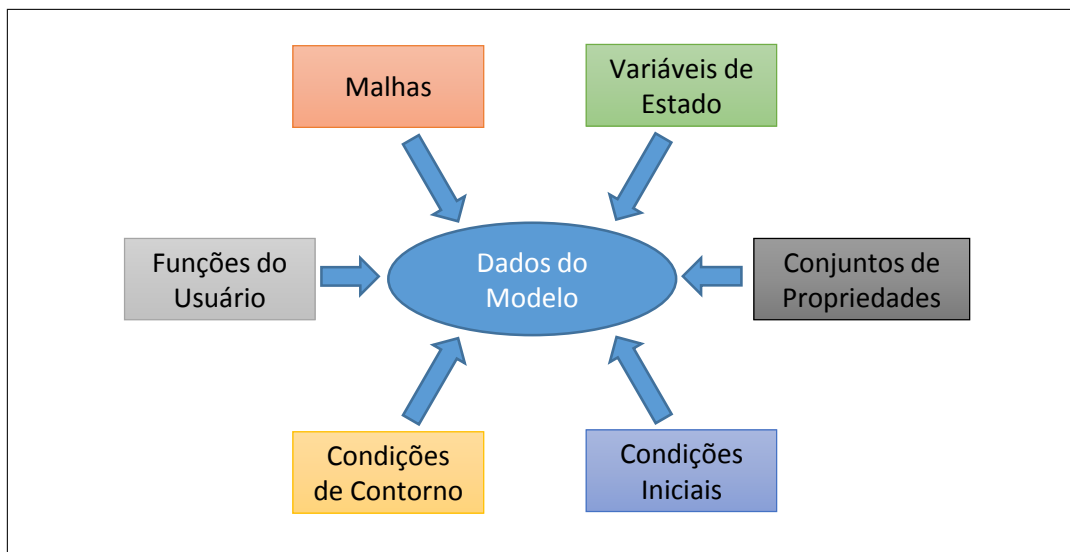 Malhas
Variáveis de
Estado
Funções do
Usuário
Dados do
Modelo
Conjuntos de
Propriedades
Condições
de Contorno
Condições
Iniciais